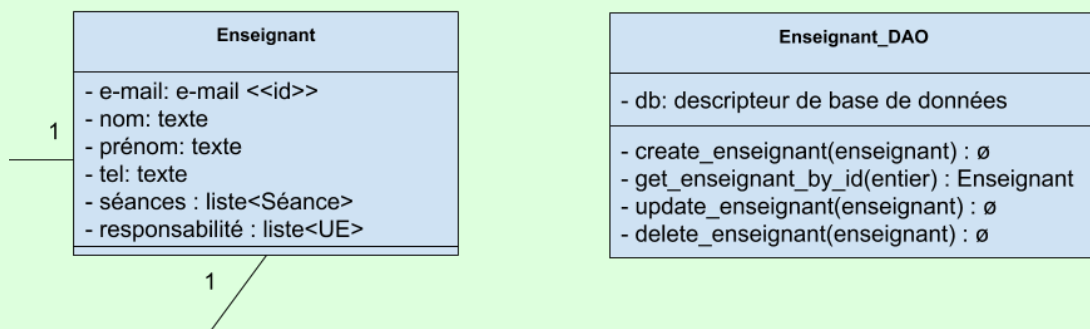 Enseignant
- e-mail: e-mail <<id>>
- nom: texte
- prénom: texte
- tel: texte
- séances : liste<Séance>
- responsabilité : liste<UE>
1
1
Enseignant_DAO
- db: descripteur de base de données
- create_enseignant(enseignant) : ø
- get_enseignant_by_id(entier) : Enseignant
- update_enseignant(enseignant) : ø
- delete_enseignant(enseignant) : ø